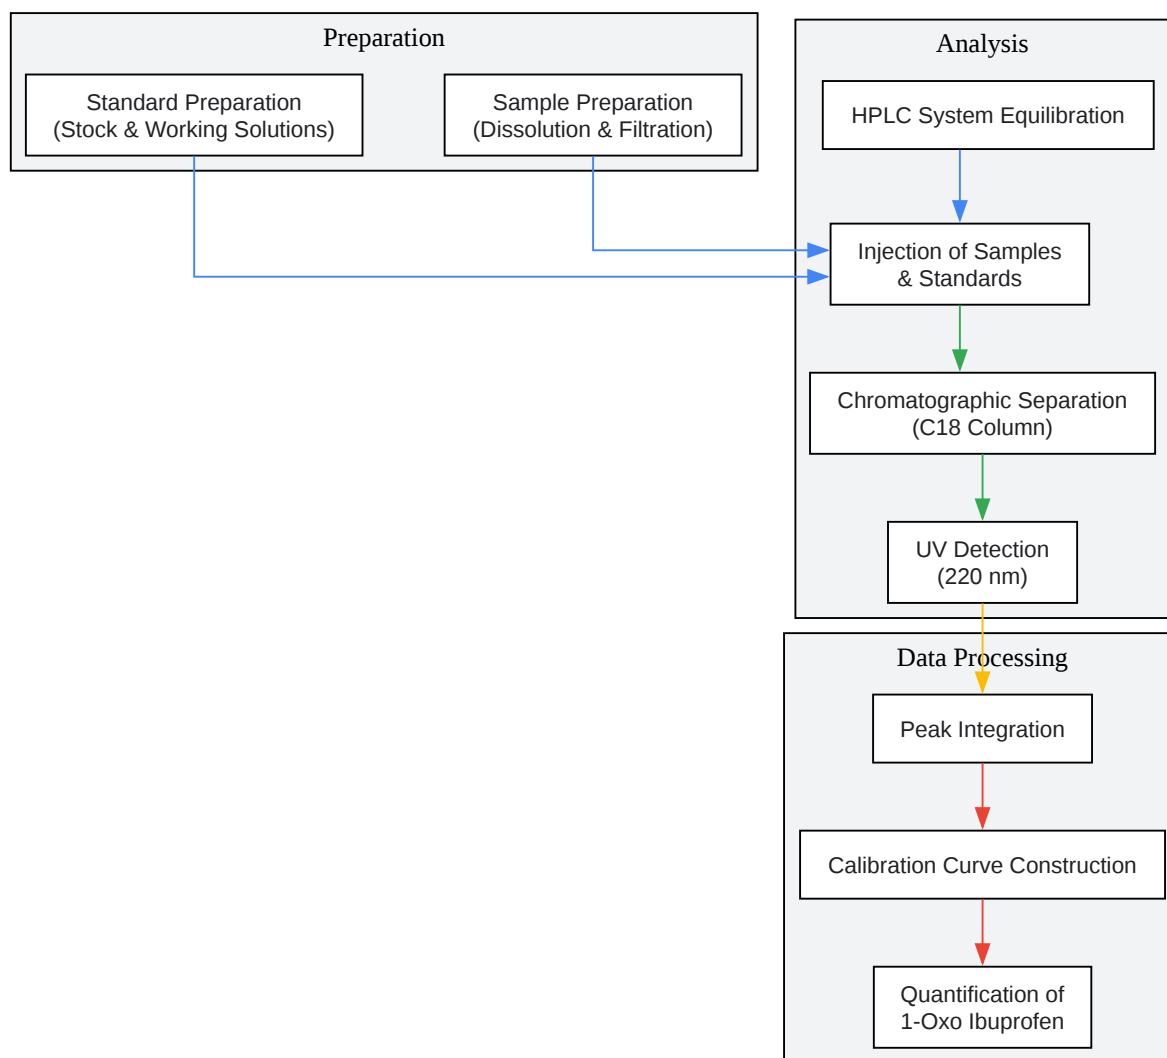 Preparation
Standard Preparation
(Stock & Working Solutions)
Sample Preparation
(Dissolution & Filtration)
Analysis
HPLC System Equilibration
Injection of Samples
& Standards
Chromatographic Separation
(C18 Column)
UV Detection
(220 nm)
Data Processing
Peak Integration
Calibration Curve Construction
Quantification of
1-Oxo Ibuprofen